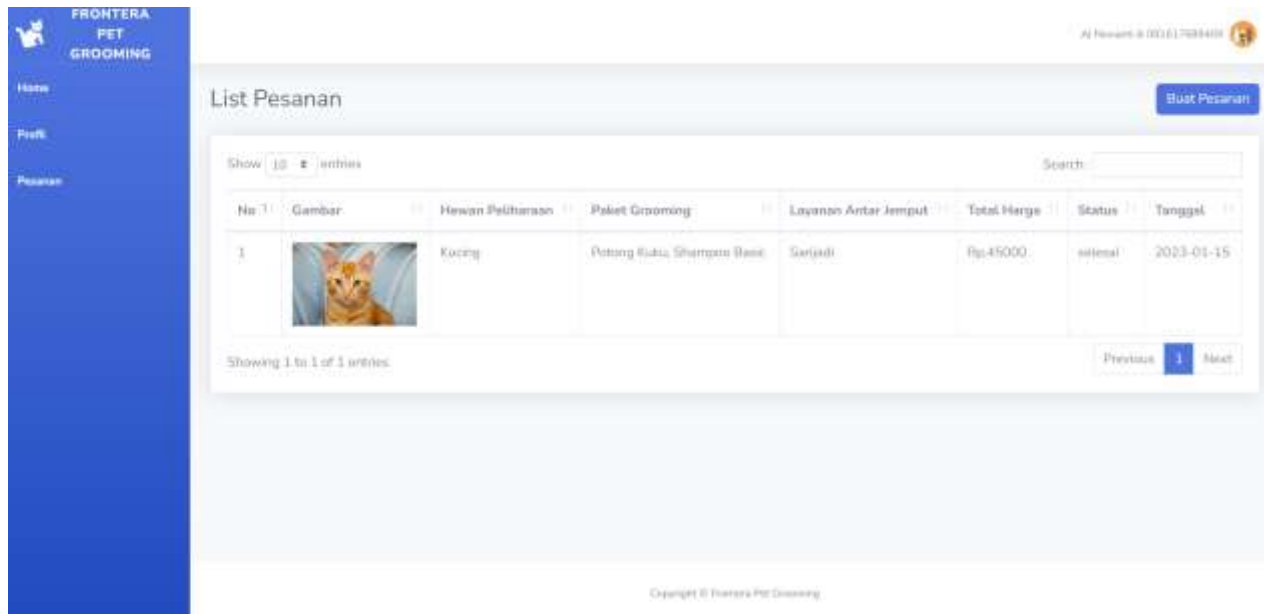 FRONTERA
PET
GROOMING
Home
Profil
Pesanan
List Pesanan
Buat Pesanan
Show 10 entries
Search:
No Gambar Hewan Peliharaan Paket Grooming Layanan Antar Jemput Total Harga Status Tanggal
1 Kucing Potong Kuku, Shampoo Basic Sarijadi Rp.45000 selesai 2023-01-15
Showing 1 to 1 of 1 entries
Previous 1 Next
Copyright © Frontera Pet Grooming